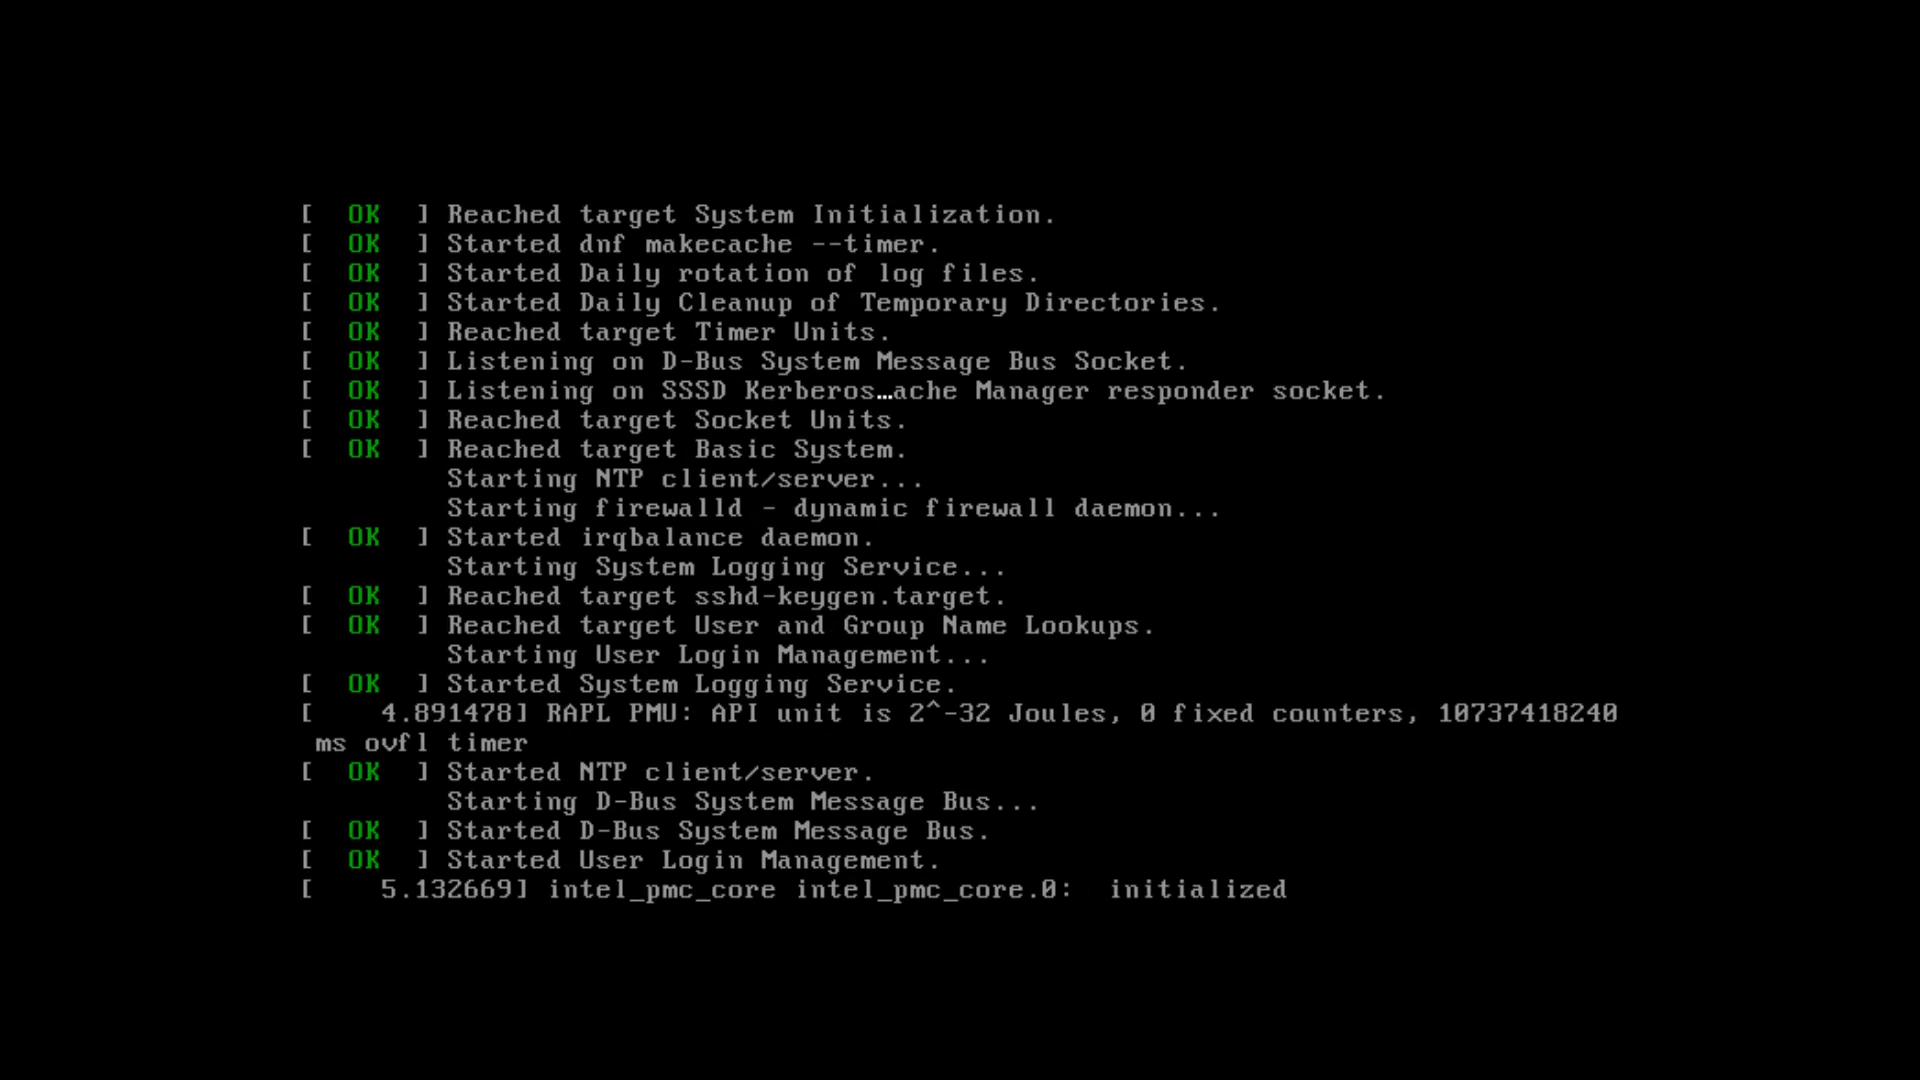 [  OK  ] Reached target System Initialization.
[  OK  ] Started dnf makecache --timer.
[  OK  ] Started Daily rotation of log files.
[  OK  ] Started Daily Cleanup of Temporary Directories.
[  OK  ] Reached target Timer Units.
[  OK  ] Listening on D-Bus System Message Bus Socket.
[  OK  ] Listening on SSSD Kerberos…ache Manager responder socket.
[  OK  ] Reached target Socket Units.
[  OK  ] Reached target Basic System.
Starting NTP client/server...
Starting firewalld - dynamic firewall daemon...
[  OK  ] Started irqbalance daemon.
Starting System Logging Service...
[  OK  ] Reached target sshd-keygen.target.
[  OK  ] Reached target User and Group Name Lookups.
Starting User Login Management...
[  OK  ] Started System Logging Service.
[    4.891478] RAPL PMU: API unit is 2^-32 Joules, 0 fixed counters, 10737418240
ms ovfl timer
[  OK  ] Started NTP client/server.
Starting D-Bus System Message Bus...
[  OK  ] Started D-Bus System Message Bus.
[  OK  ] Started User Login Management.
[    5.132669] intel_pmc_core intel_pmc_core.0:  initialized